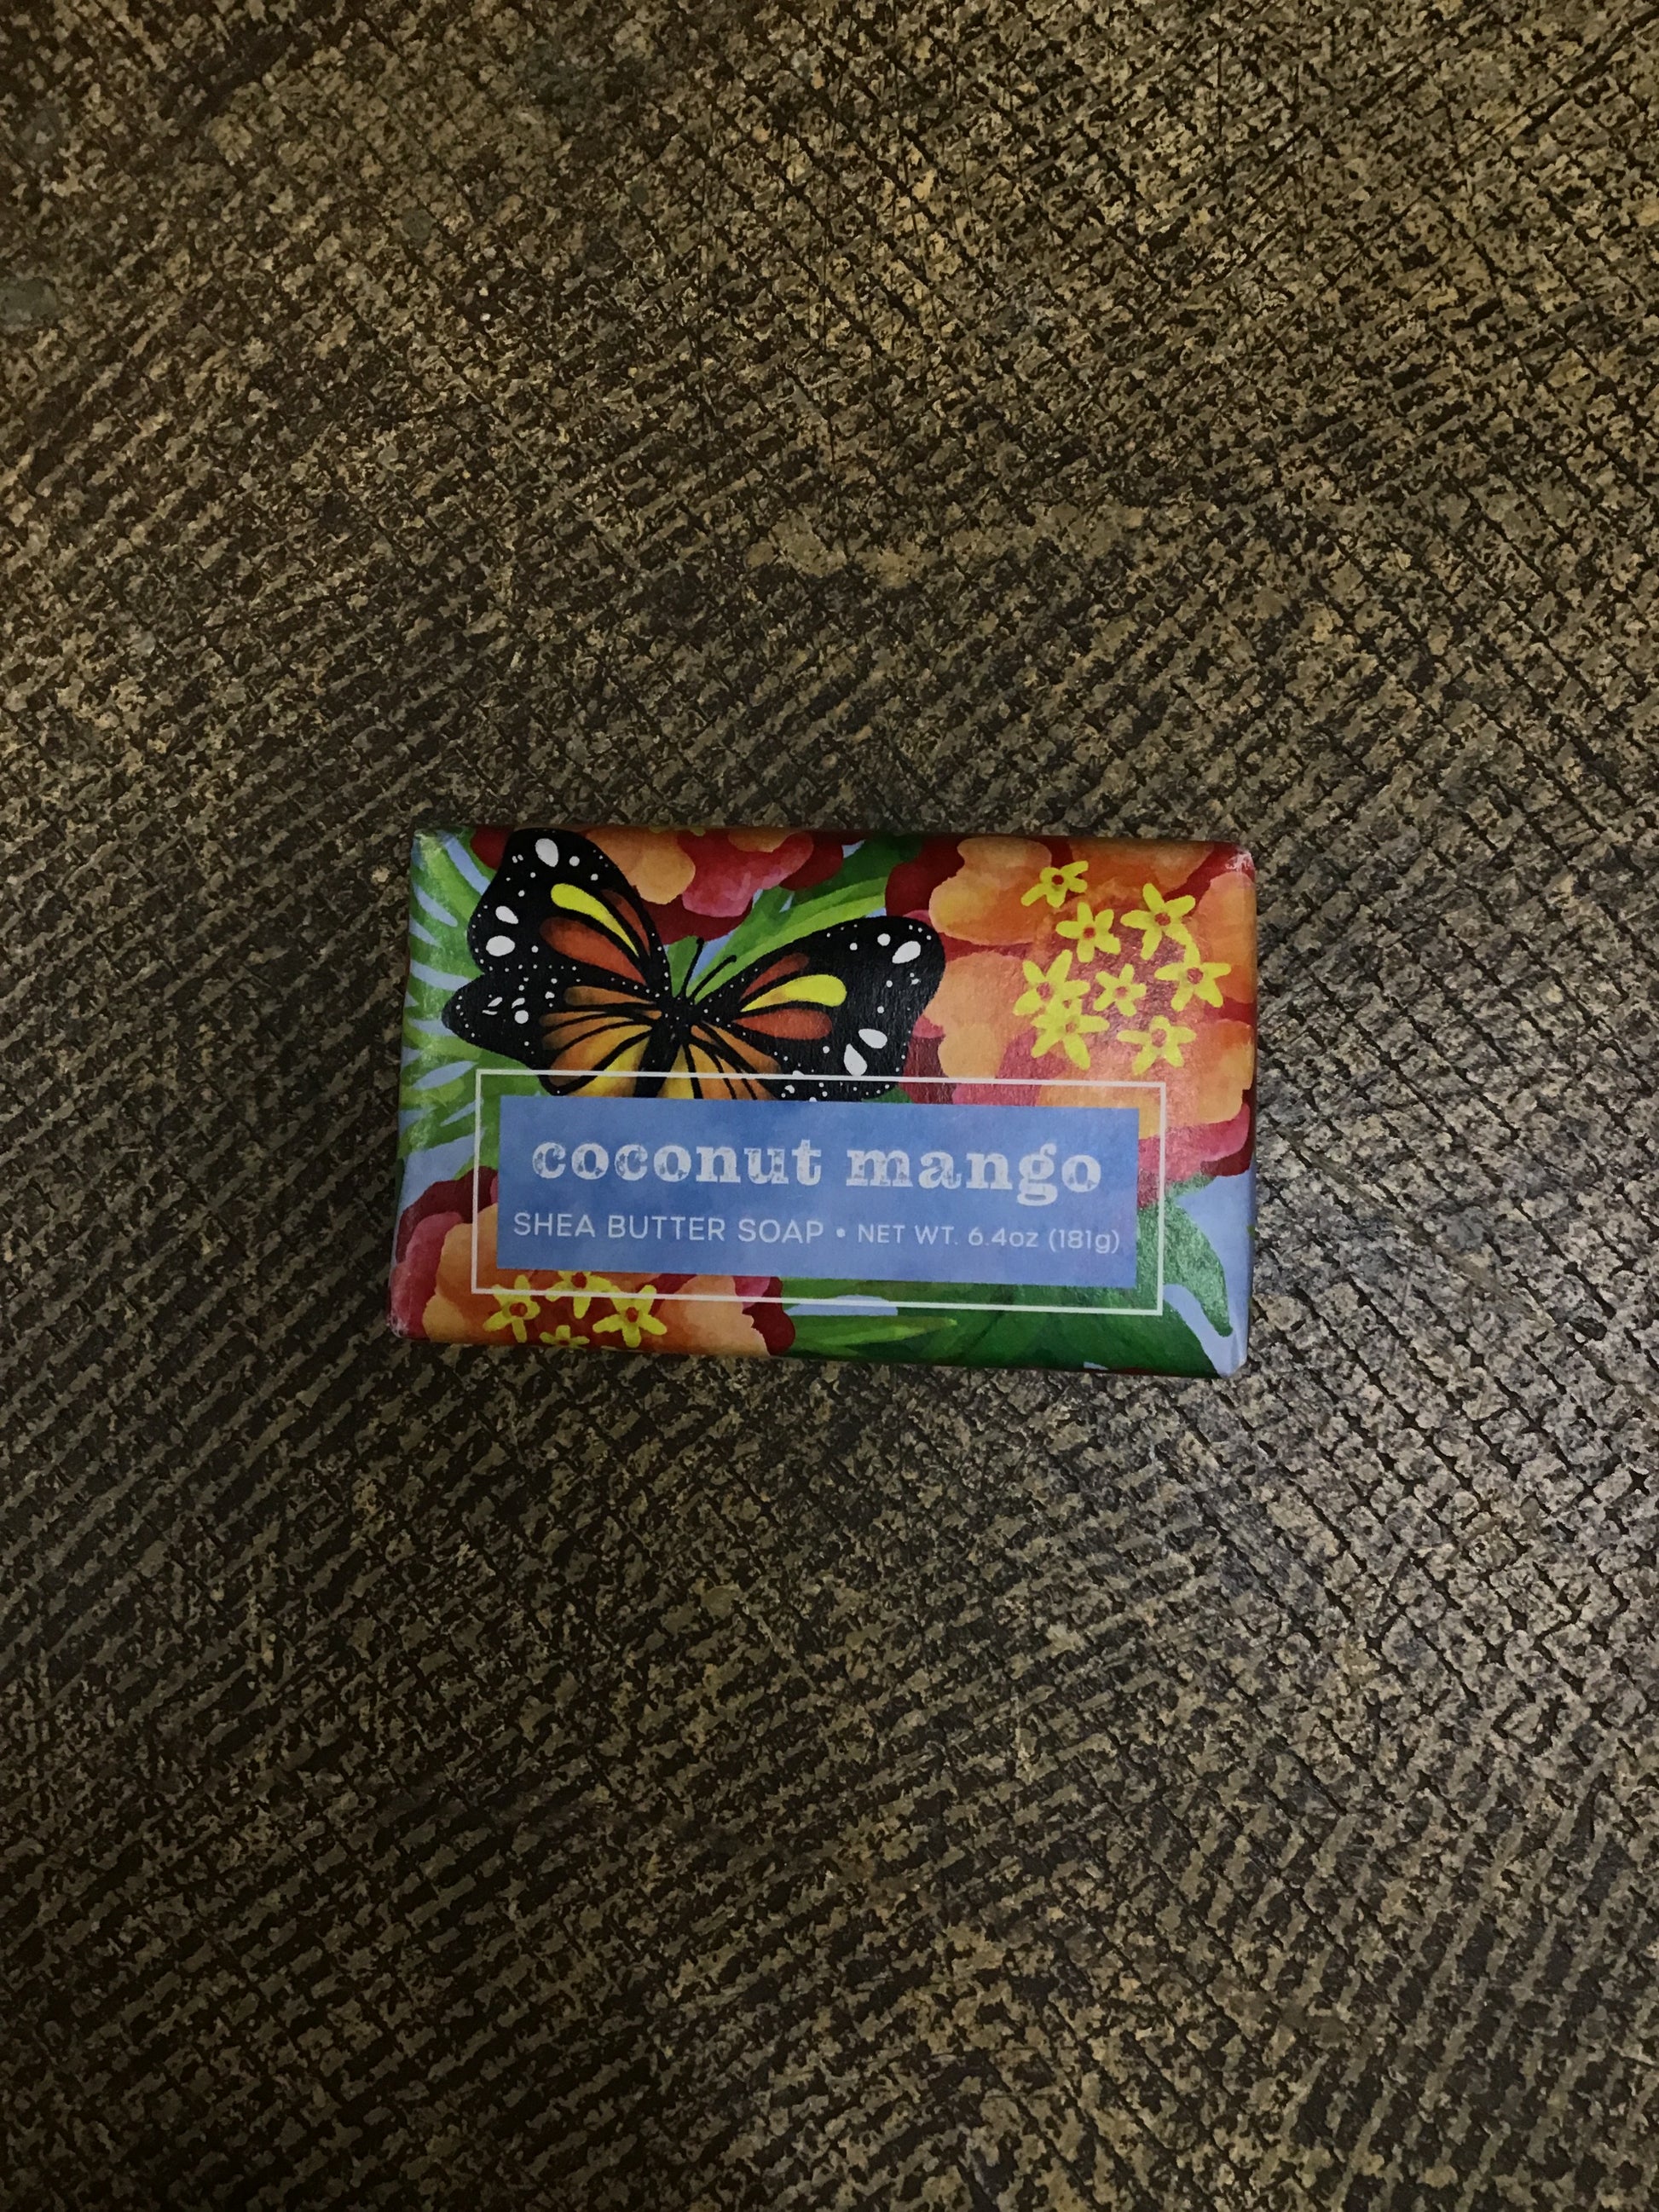 coconut mango
SHEA BUTTER SOAP • NET WT. 6.4oz (181g)